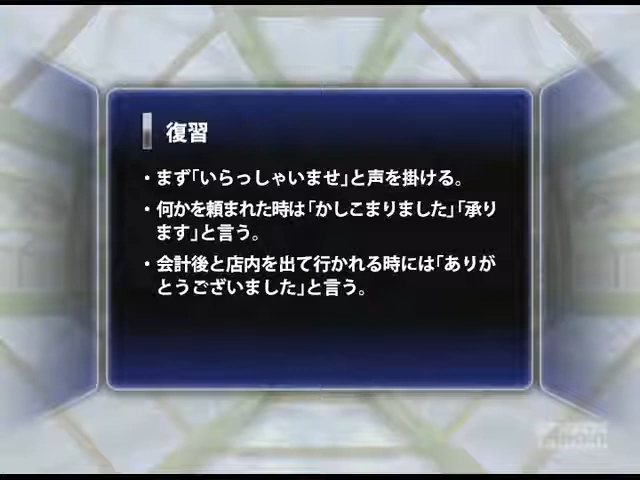 復習
・まず｢いらっしゃいませ｣と声を掛ける。
・何かを頼まれた時は｢かしこまりました｣｢承り
ます｣と言う。
・会計後と店内を出て行かれる時には｢ありが
とうございました｣と言う。